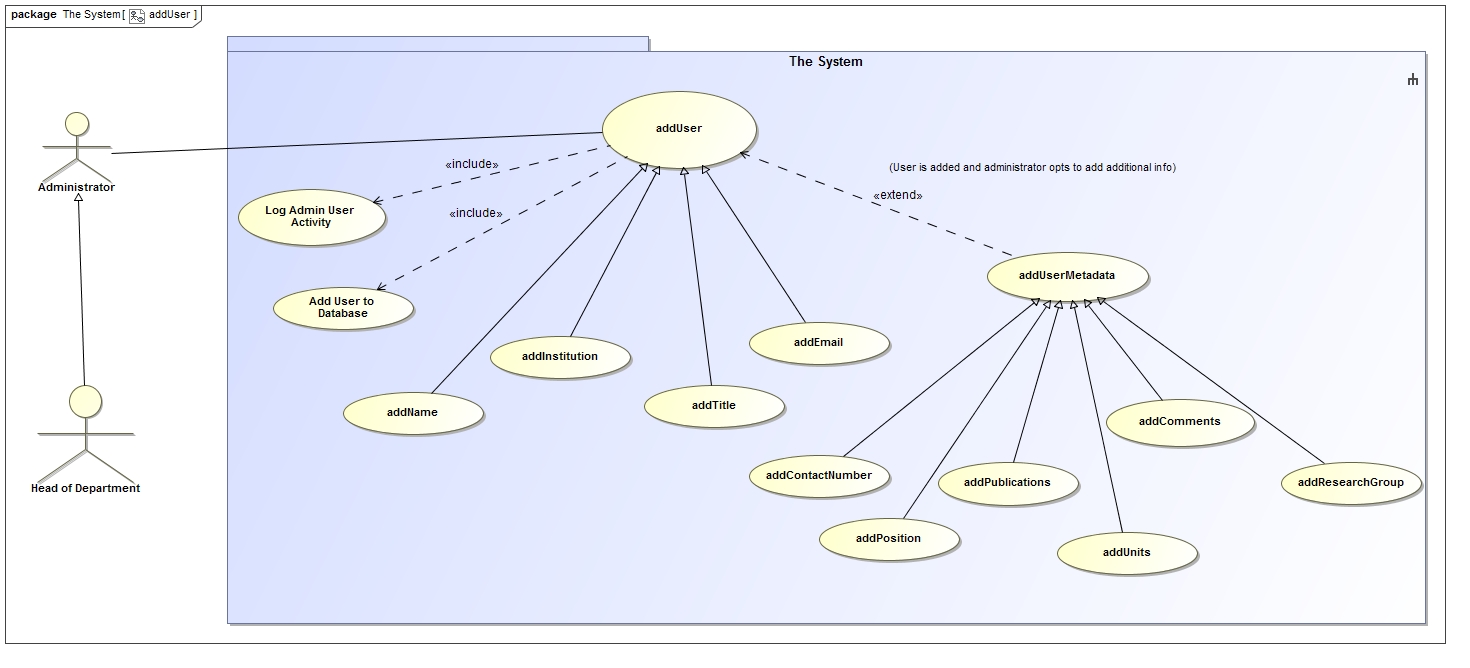 package The System[ addUser ]
The System
Administrator
addUser
«include»
(User is added and administrator opts to add additional info)
«extend»
Log Admin User
Activity
«include»
addUserMetadata
Add User to
Database
addEmail
addInstitution
addName
addTitle
addComments
addContactNumber
addPublications
addResearchGroup
Head of Department
addPosition
addUnits